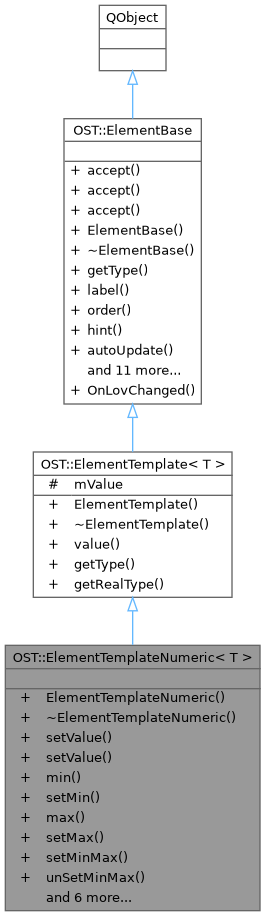 QObject
OST::ElementBase
+ accept()
+ accept()
+ accept()
+ ElementBase()
+ ~ElementBase()
+ getType()
+ label()
+ order()
+ hint()
+ autoUpdate()
and 11 more...
+ OnLovChanged()
OST::ElementTemplate< T >
# mValue
+ ElementTemplate()
+ ~ElementTemplate()
+ value()
+ getType()
+ getRealType()
OST::ElementTemplateNumeric< T >
+ ElementTemplateNumeric()
+ ~ElementTemplateNumeric()
+ setValue()
+ setValue()
+ min()
+ setMin()
+ max()
+ setMax()
+ setMinMax()
+ unSetMinMax()
and 6 more...